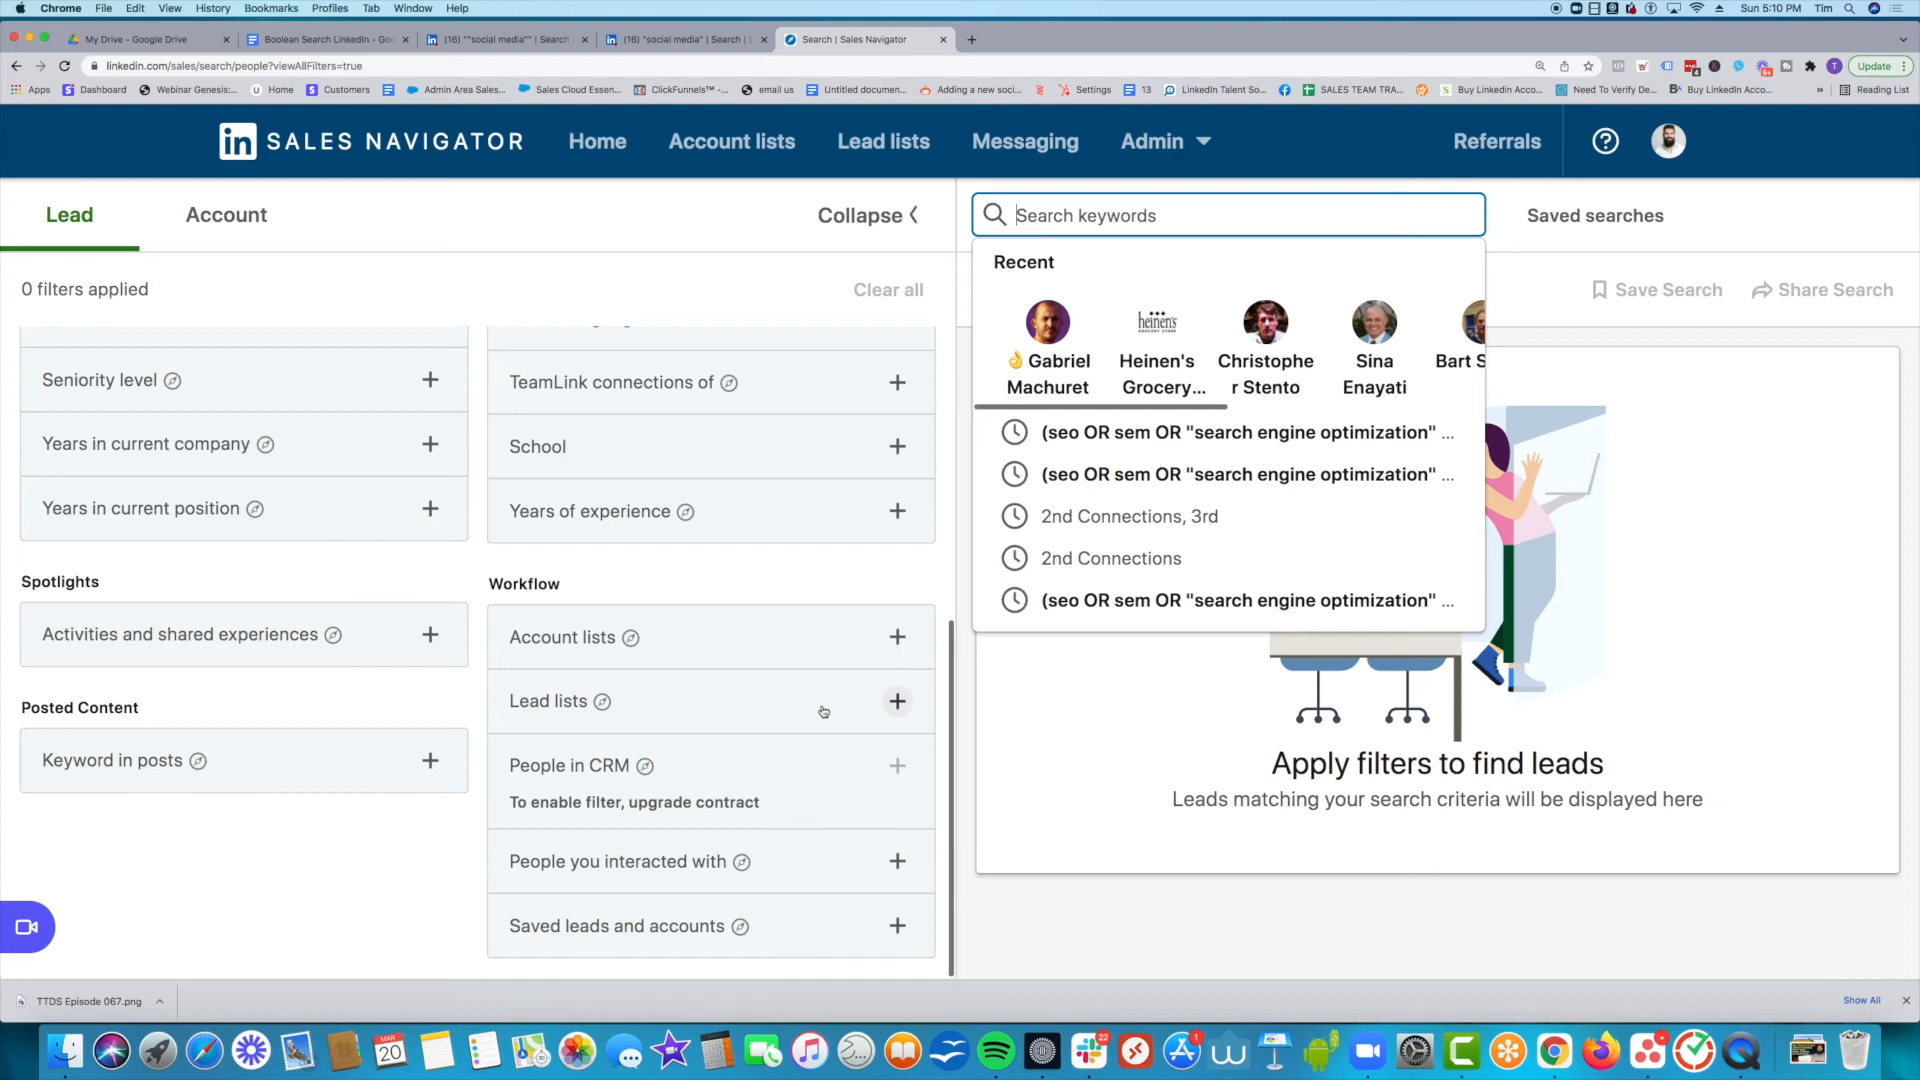 Chrome File Edit View History Bookmarks Profiles Tab Window Help
Sun 5:10 PM Tim
My Drive - Google Drive
Boolean Search LinkedIn - Goo
(16) ""social media"" | Search
(16) "social media" | Search | L
Search | Sales Navigator
linkedin.com/sales/search/people?viewAllFilters=true
Update
Apps Dashboard Webinar Genesis:... Home Customers Admin Area Sales... Sales Cloud Essen... ClickFunnels™ -... email us Untitled documen... Adding a new soci... Settings 13 LinkedIn Talent So... SALES TEAM TRA... Buy Linkedin Acco... Need To Verify De... Buy LinkedIn Acco... » Reading List
in SALES NAVIGATOR Home Account lists Lead lists Messaging Admin Referrals
Lead Account Collapse
Search keywords
Saved searches
0 filters applied Clear all
Recent
Save Search Share Search
👌 Gabriel Machuret
Heinen's Grocery...
Christophe r Stento
Sina Enayati
Bart S
(seo OR sem OR "search engine optimization" ...
(seo OR sem OR "search engine optimization" ...
2nd Connections, 3rd
2nd Connections
(seo OR sem OR "search engine optimization" ...
Seniority level
Years in current company
Years in current position
TeamLink connections of
School
Years of experience
Spotlights
Activities and shared experiences
Posted Content
Keyword in posts
Workflow
Account lists
Lead lists
People in CRM
To enable filter, upgrade contract
People you interacted with
Saved leads and accounts
Apply filters to find leads
Leads matching your search criteria will be displayed here
TTDS Episode 067.png
Show All
MAR
20
22
1